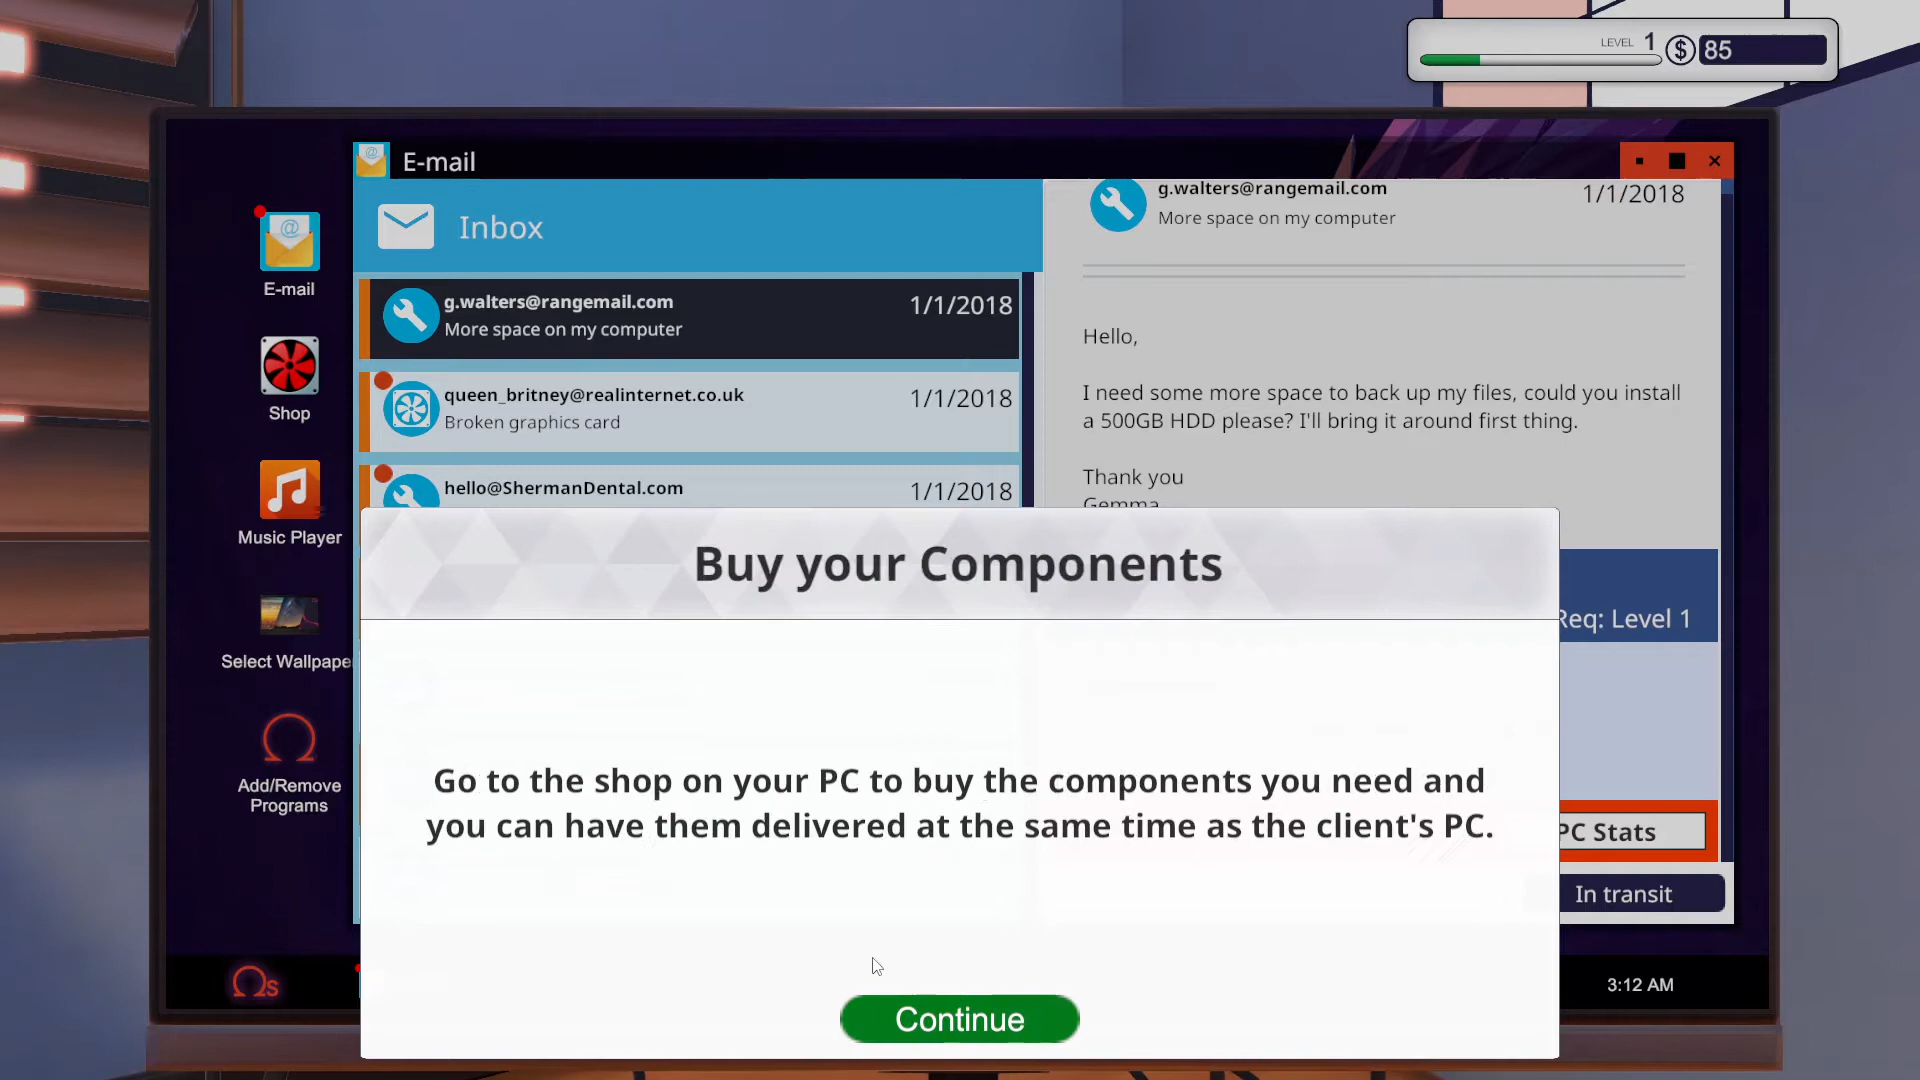 LEVEL 1 $ 85
E-mail
Inbox
g.walters@rangemail.com 1/1/2018
More space on my computer
queen_britney@realinternet.co.uk 1/1/2018
Broken graphics card
hello@ShermanDental.com 1/1/2018
g.walters@rangemail.com 1/1/2018
More space on my computer
Hello,
I need some more space to back up my files, could you install
a 500GB HDD please? I'll bring it around first thing.
Thank you
Gemma
Req: Level 1
PC Stats
In transit
E-mail
Shop
Music Player
Select Wallpape
Add/Remove
Programs
Buy your Components
Go to the shop on your PC to buy the components you need and
you can have them delivered at the same time as the client's PC.
Continue
Ωs
3:12 AM